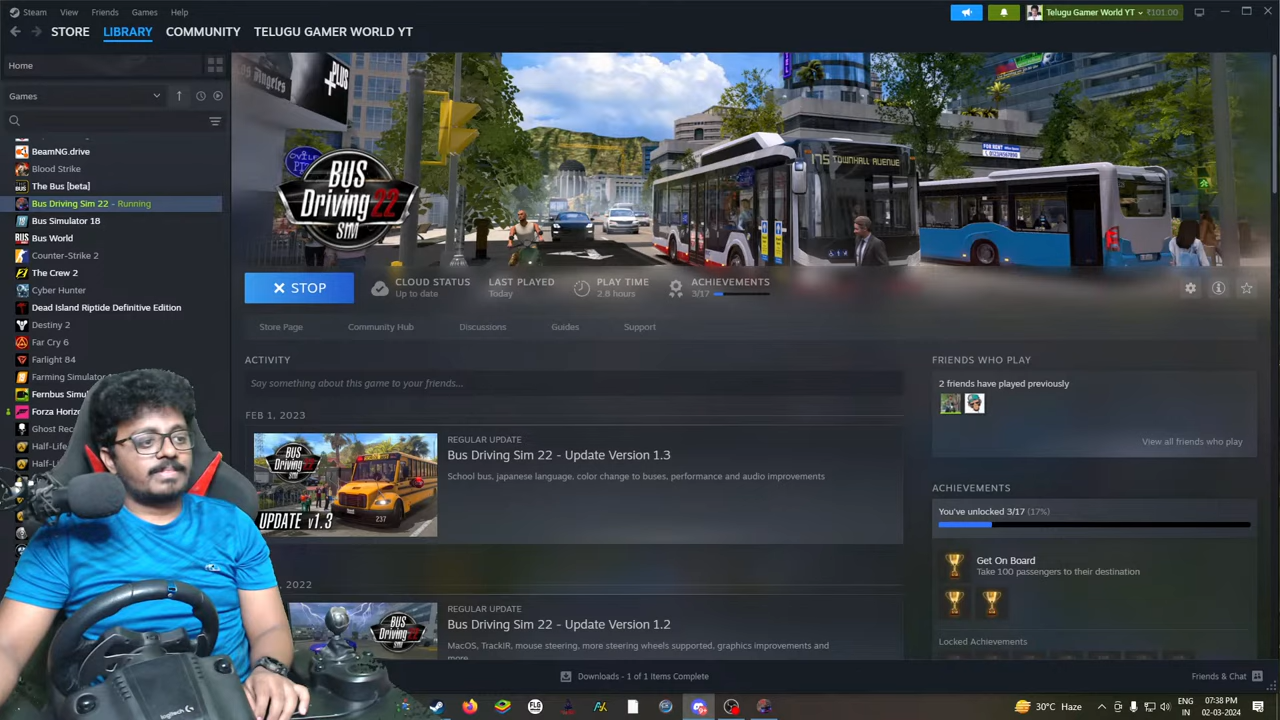 Steam View Friends Games Help
TELUGU GAMER WORLD YT ₹101:00
STORE LIBRARY COMMUNITY TELUGU GAMER WORLD YT
Home
Games
BeamNG.drive
Blood Strike
The Bus [beta]
Bus Driving Sim 22 - Running
Bus Simulator 18
Bus World
Counter-Strike 2
The Crew 2
Cyber Hunter
Dead Island Riptide Definitive Edition
Destiny 2
Far Cry 6
Farlight 84
Farming Simulator
Fernbus Simul
Forza Horizo
Ghost Rec
Half-Life
Half-L
Los Angeles
PLUS
BUS Driving 22 SIM
175 TOWNHALL AVENUE
FOR RENT
STOP
CLOUD STATUS
Up to date
LAST PLAYED
Today
PLAY TIME
2.8 hours
ACHIEVEMENTS
3/17
Store Page Community Hub Discussions Guides Support
ACTIVITY
Say something about this game to your friends...
FEB 1, 2023
REGULAR UPDATE
Bus Driving Sim 22 - Update Version 1.3
School bus, japanese language, color change to buses, performance and audio improvements
BUS Driving 22 SIM
237
UPDATE v1.3
, 2022
REGULAR UPDATE
Bus Driving Sim 22 - Update Version 1.2
MacOS, TrackIR, mouse steering, more steering wheels supported, graphics improvements and
more
BUS Driving 22
FRIENDS WHO PLAY
2 friends have played previously
View all friends who play
ACHIEVEMENTS
You've unlocked 3/17 (17%)
Get On Board
Take 100 passengers to their destination
Locked Achievements
Downloads - 1 of 1 Items Complete
Friends & Chat
logitech
30°C Haze
ENG
IN
07:38 PM
02-03-2024